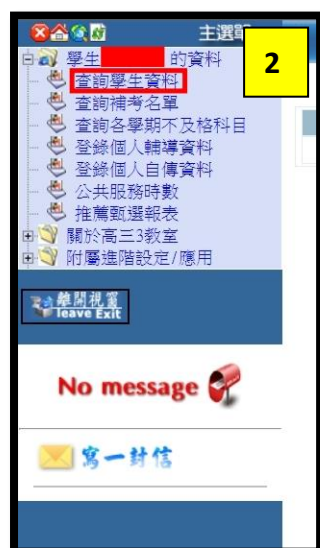 主選單
2
學生 的資料
查詢學生資料
查詢補考名單
查詢各學期不及格科目
登錄個人輔導資料
登錄個人自傳資料
公共服務時數
推薦甄選報表
關於高三3教室
附屬進階設定/應用
離開視窗
leave Exit
No message
寫一封信